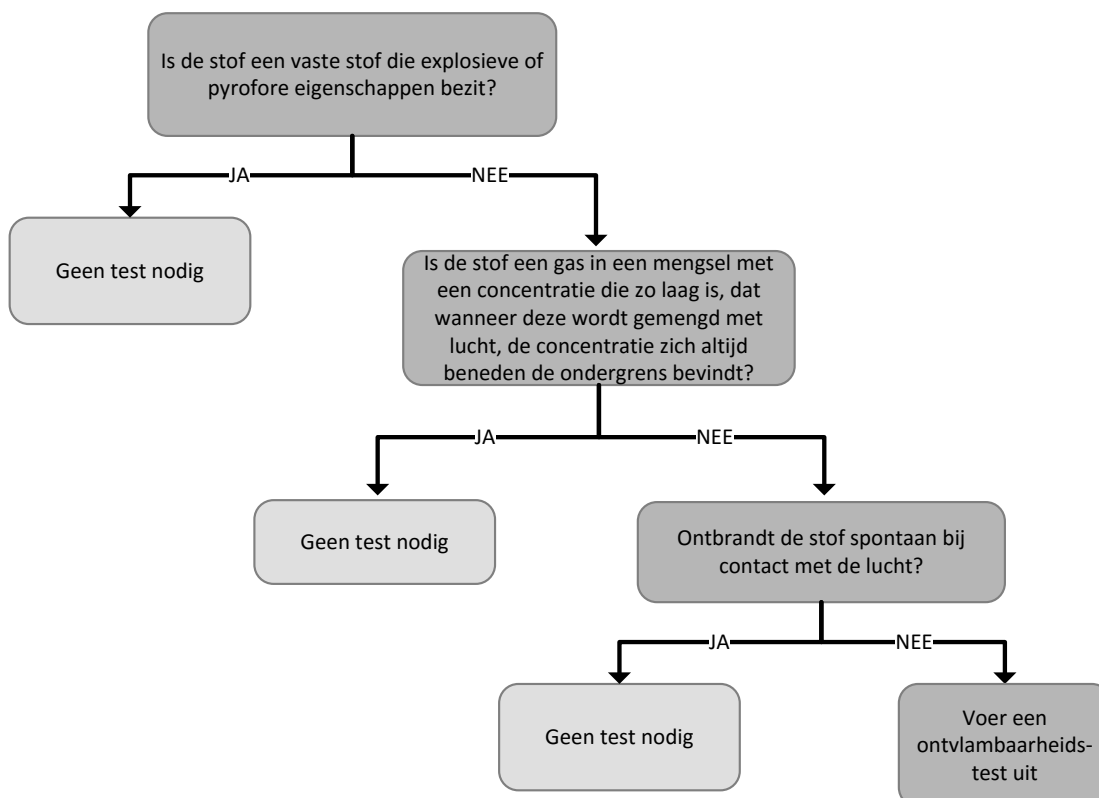 Is de stof een vaste stof die explosieve of
pyrofore eigenschappen bezit?
JA
NEE
Geen test nodig
Is de stof een gas in een mengsel met
een concentratie die zo laag is, dat
wanneer deze wordt gemengd met
lucht, de concentratie zich altijd
beneden de ondergrens bevindt?
JA
NEE
Geen test nodig
Ontbrandt de stof spontaan bij
contact met de lucht?
JA
NEE
Geen test nodig
Voer een
ontvlambaarheids-
test uit